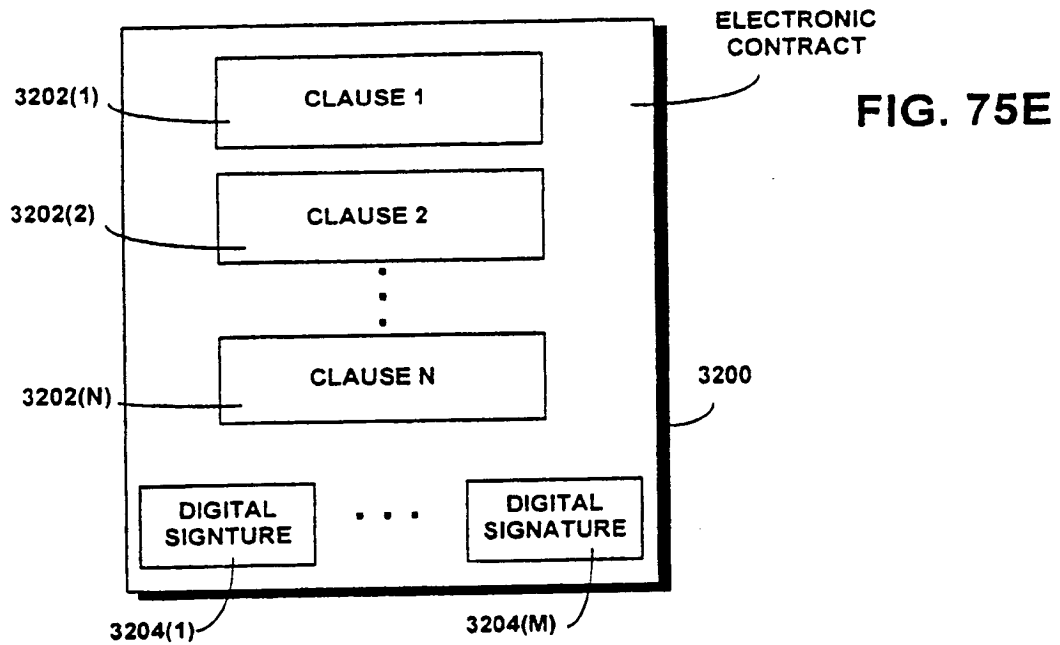 ELECTRONIC
CONTRACT
FIG. 75E
3202(1)
CLAUSE 1
3202(2)
CLAUSE 2
3202(N)
CLAUSE N
3200
DIGITAL
SIGNTURE
DIGITAL
SIGNATURE
3204(1)
3204(M)